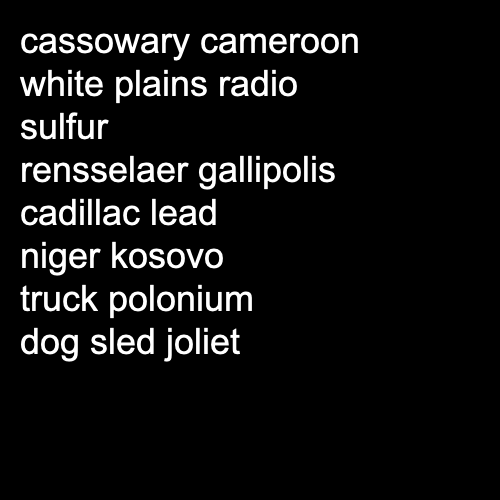 cassowary cameroon
white plains radio
sulfur
rensselaer gallipolis
cadillac lead
niger kosovo
truck polonium
dog sled joliet